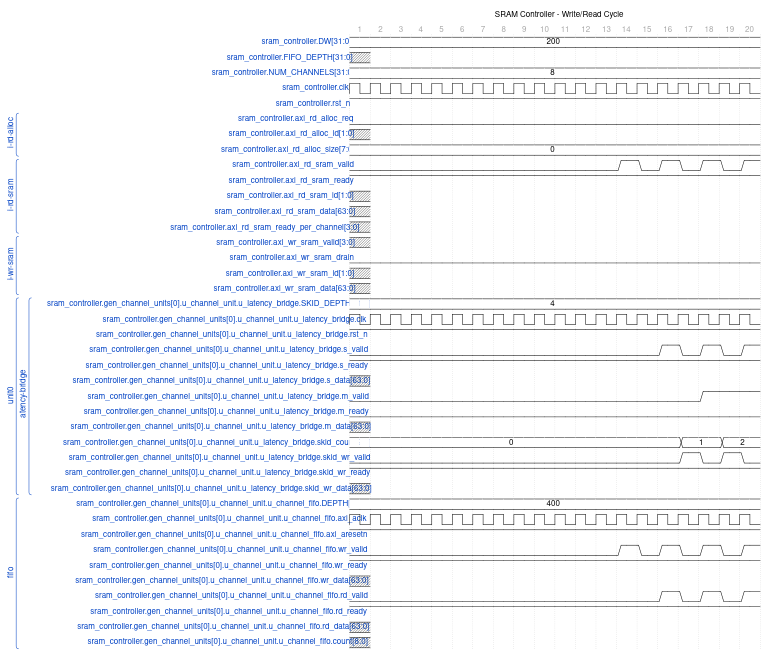 SRAM Controller - Write/Read Cycle
1 2 3 4 5 6 7 8 9 10 11 12 13 14 15 16 17 18 19 20
sram_controller.DW[31:0 200
sram_controller.FIFO_DEPTH[31:0]
sram_controller.NUM_CHANNELS[31:( 8
sram_controller.clk
sram_controller.rst_n
i-rd-alloc
sram_controller.axi_rd_alloc_req
sram_controller.axi_rd_alloc_id[1:0]
sram_controller.axi_rd_alloc_size[7:( 0
i-rd-sram
sram_controller.axi_rd_sram_valid
sram_controller.axi_rd_sram_ready
sram_controller.axi_rd_sram_id[1:0]
sram_controller.axi_rd_sram_data[63:0]
sram_controller.axi_rd_sram_ready_per_channel[3:0]
i-wr-sram
sram_controller.axi_wr_sram_valid[3:0]
sram_controller.axi_wr_sram_drain
sram_controller.axi_wr_sram_id[1:0]
sram_controller.axi_wr_sram_data[63:0]
unit0
atency-bridge
sram_controller.gen_channel_units[0].u_channel_unit.u_latency_bridge.SKID_DEPTH 4
sram_controller.gen_channel_units[0].u_channel_unit.u_latency_bridge.clk
sram_controller.gen_channel_units[0].u_channel_unit.u_latency_bridge.rst_n
sram_controller.gen_channel_units[0].u_channel_unit.u_latency_bridge.s_valid
sram_controller.gen_channel_units[0].u_channel_unit.u_latency_bridge.s_ready
sram_controller.gen_channel_units[0].u_channel_unit.u_latency_bridge.s_data[63:0]
sram_controller.gen_channel_units[0].u_channel_unit.u_latency_bridge.m_valid
sram_controller.gen_channel_units[0].u_channel_unit.u_latency_bridge.m_ready
sram_controller.gen_channel_units[0].u_channel_unit.u_latency_bridge.m_data[63:0]
sram_controller.gen_channel_units[0].u_channel_unit.u_latency_bridge.skid_cou 0 1 2
sram_controller.gen_channel_units[0].u_channel_unit.u_latency_bridge.skid_wr_valid
sram_controller.gen_channel_units[0].u_channel_unit.u_latency_bridge.skid_wr_ready
sram_controller.gen_channel_units[0].u_channel_unit.u_latency_bridge.skid_wr_data[63:0]
fifo
sram_controller.gen_channel_units[0].u_channel_unit.u_channel_fifo.DEPTH 400
sram_controller.gen_channel_units[0].u_channel_unit.u_channel_fifo.axi_aclk
sram_controller.gen_channel_units[0].u_channel_unit.u_channel_fifo.axi_aresetn
sram_controller.gen_channel_units[0].u_channel_unit.u_channel_fifo.wr_valid
sram_controller.gen_channel_units[0].u_channel_unit.u_channel_fifo.wr_ready
sram_controller.gen_channel_units[0].u_channel_unit.u_channel_fifo.wr_data[63:0]
sram_controller.gen_channel_units[0].u_channel_unit.u_channel_fifo.rd_valid
sram_controller.gen_channel_units[0].u_channel_unit.u_channel_fifo.rd_ready
sram_controller.gen_channel_units[0].u_channel_unit.u_channel_fifo.rd_data[63:0]
sram_controller.gen_channel_units[0].u_channel_unit.u_channel_fifo.count[8:0]